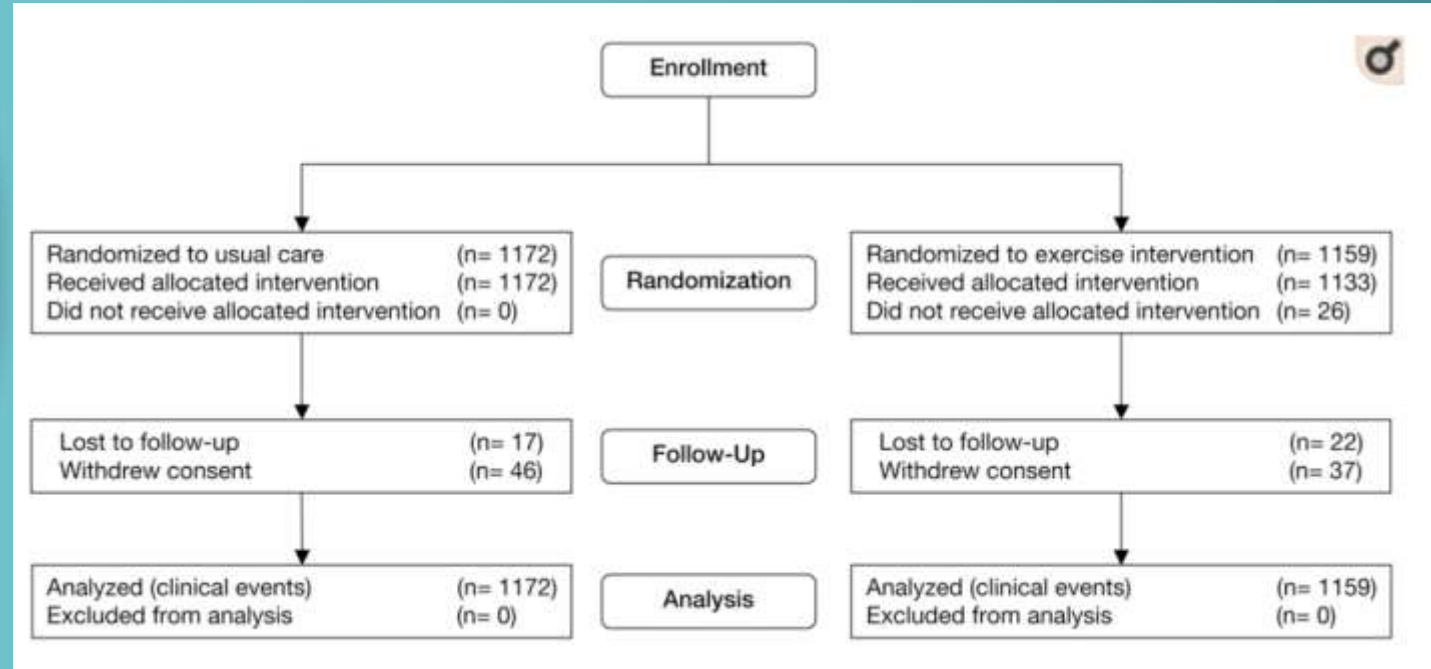 Enrollment
Randomized to usual care (n= 1172)
Received allocated intervention (n= 1172)
Did not receive allocated intervention (n= 0)
Randomization
Randomized to exercise intervention (n= 1159)
Received allocated intervention (n= 1133)
Did not receive allocated intervention (n= 26)
Lost to follow-up (n= 17)
Withdrew consent (n= 46)
Follow-Up
Lost to follow-up (n= 22)
Withdrew consent (n= 37)
Analyzed (clinical events) (n= 1172)
Excluded from analysis (n= 0)
Analysis
Analyzed (clinical events) (n= 1159)
Excluded from analysis (n= 0)